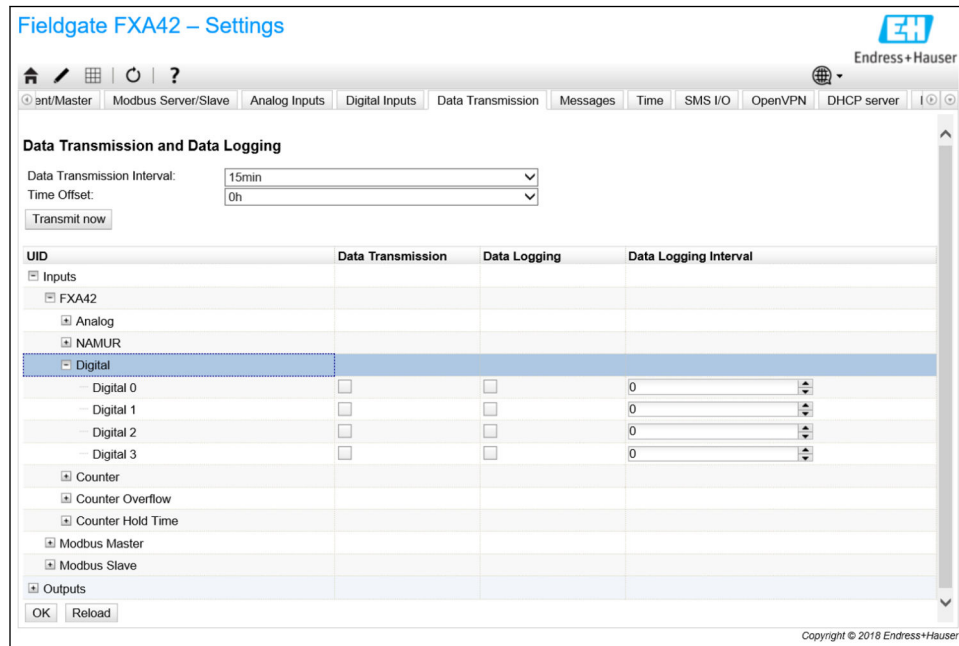 Fieldgate FXA42 – Settings
EH
Endress+Hauser
?
ent/Master Modbus Server/Slave Analog Inputs Digital Inputs Data Transmission Messages Time SMS I/O OpenVPN DHCP server
Data Transmission and Data Logging
Data Transmission Interval: 15min
Time Offset: 0h
Transmit now
UID Data Transmission Data Logging Data Logging Interval
Inputs
FXA42
Analog
NAMUR
Digital
Digital 0 0
Digital 1 0
Digital 2 0
Digital 3 0
Counter
Counter Overflow
Counter Hold Time
Modbus Master
Modbus Slave
Outputs
OK Reload
Copyright © 2018 Endress+Hauser